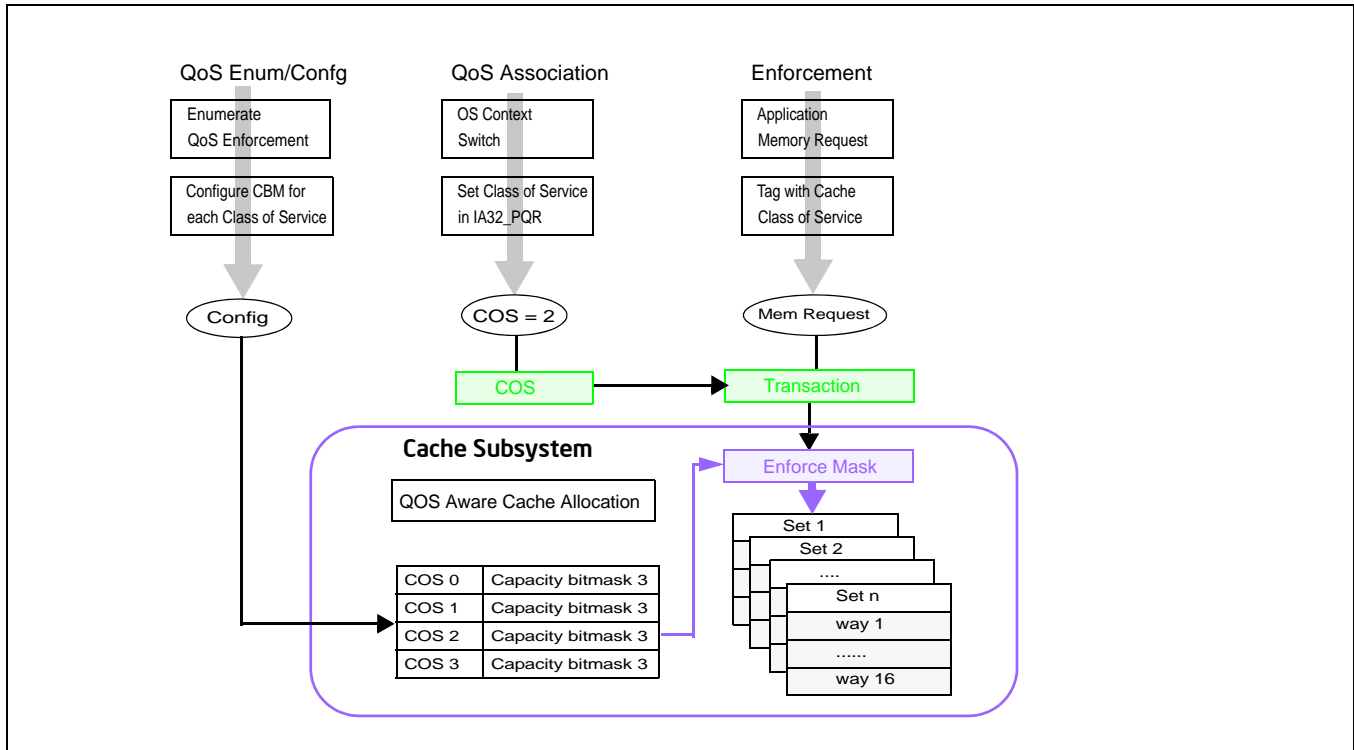 QoS Enum/Confg
Enumerate
QoS Enforcement
Configure CBM for
each Class of Service
Config
QoS Association
OS Context
Switch
Set Class of Service
in IA32_PQR
COS = 2
COS
Enforcement
Application
Memory Request
Tag with Cache
Class of Service
Mem Request
Transaction
Cache Subsystem
QOS Aware Cache Allocation
COS 0 Capacity bitmask 3
COS 1 Capacity bitmask 3
COS 2 Capacity bitmask 3
COS 3 Capacity bitmask 3
Enforce Mask
Set 1
Set 2
....
Set n
way 1
......
way 16